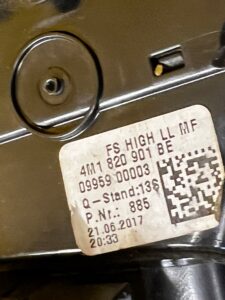 FS HIGH LL MF
4M1 820 901 BE
09959 00003
Q-Stand:136
P.Nr.: 885
21.06.2017
20:33